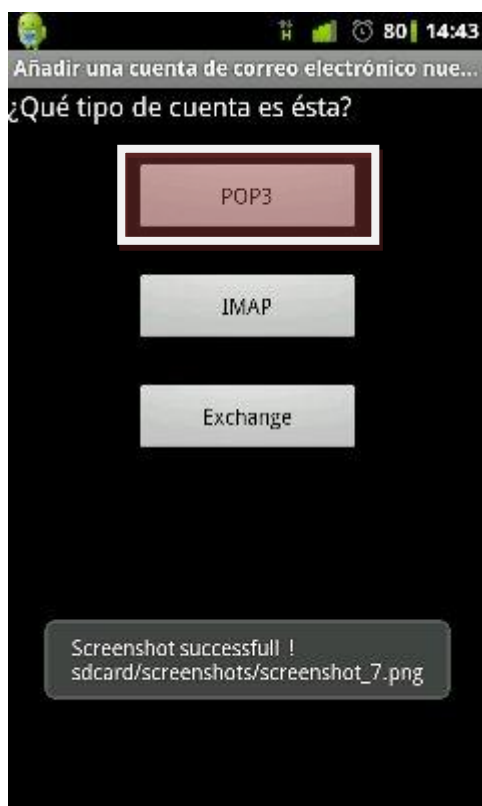 H
80 14:43
Añadir una cuenta de correo electrónico nue...
¿Qué tipo de cuenta es ésta?
POP3
IMAP
Exchange
Screenshot successfull !
sdcard/screenshots/screenshot_7.png